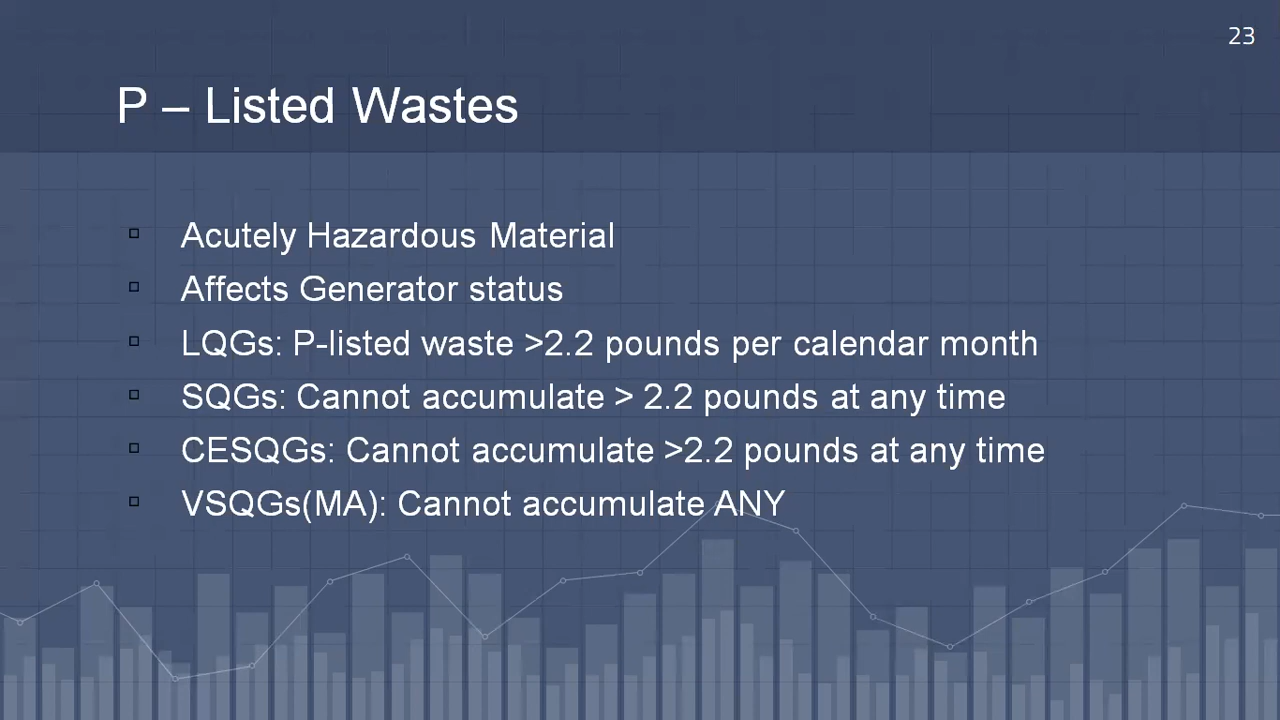 23
P – Listed Wastes
Acutely Hazardous Material
Affects Generator status
LQGs: P-listed waste >2.2 pounds per calendar month
SQGs: Cannot accumulate > 2.2 pounds at any time
CESQGs: Cannot accumulate >2.2 pounds at any time
VSQGs(MA): Cannot accumulate ANY